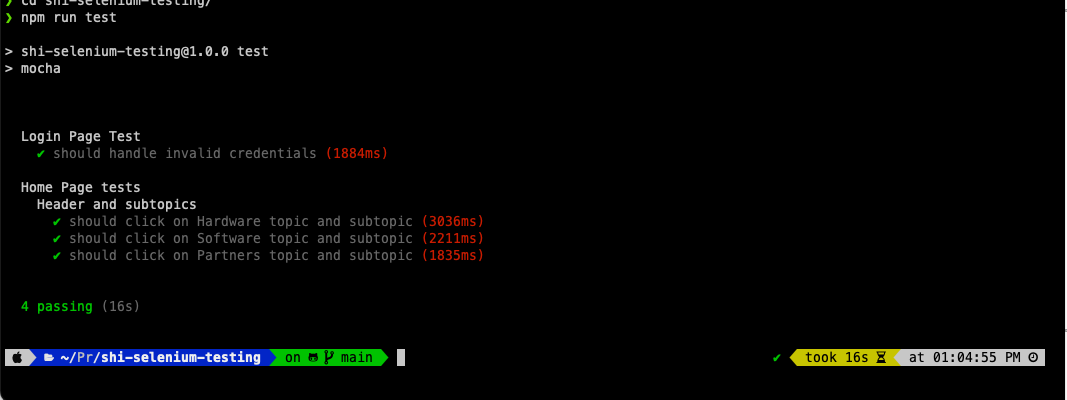 ❯ cd shi-selenium-testing/
❯ npm run test
> shi-selenium-testing@1.0.0 test
> mocha
Login Page Test
✔ should handle invalid credentials (1884ms)
Home Page tests
Header and subtopics
✔ should click on Hardware topic and subtopic (3036ms)
✔ should click on Software topic and subtopic (2211ms)
✔ should click on Partners topic and subtopic (1835ms)
4 passing (16s)
~/Pr/shi-selenium-testing on main ✔ took 16s at 01:04:55 PM